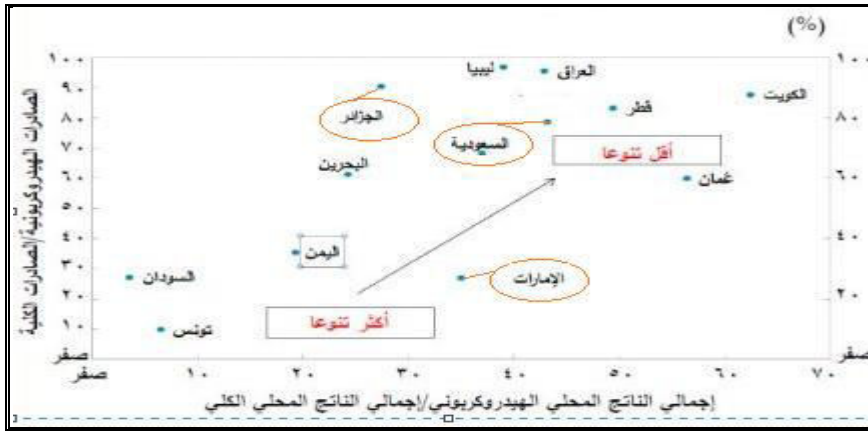 (%)
١٠٠
٩٠
٨٠
٧٠
٦٠
٥٠
٤٠
٣٠
٢٠
١٠
صفر
الصادرات الهيدروكربونية/الصادرات الكلية
ليبيا
العراق
الجزائر
قطر
الكويت
السعودية
أقل تنوعا
البحرين
عُمان
اليمن
السودان
الإمارات
أكثر تنوعا
تونس
١٠٠
٨٠
٦٠
٤٠
٢٠
صفر
صفر
١٠
٢٠
٣٠
٤٠
٥٠
٦٠
٧٠
إجمالي الناتج المحلي الهيدروكربوني/إجمالي الناتج المحلي الكلي